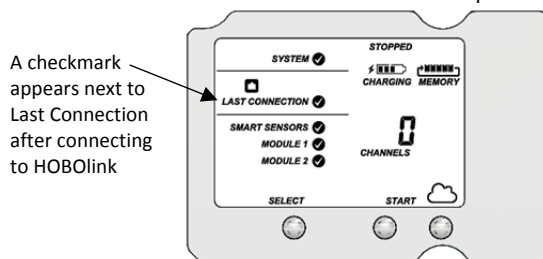 A checkmark
appears next to
Last Connection
after connecting
to HOBOlink
SYSTEM
LAST CONNECTION
SMART SENSORS
MODULE 1
MODULE 2
SELECT
STOPPED
CHARGING MEMORY
0
CHANNELS
START